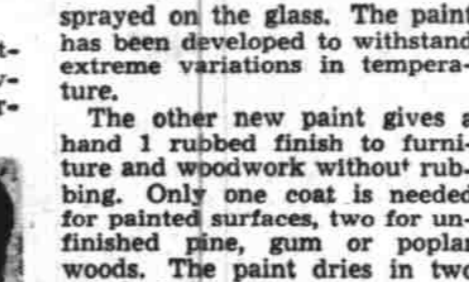 sprayed on the glass. The paint
has been developed to withstand
extreme variations in tempera-
ture.
The other new paint gives a
hand 1 rubbed finish to furni-
ture and woodwork without rub-
bing. Only one coat is needed
for painted surfaces, two for un-
finished pine, gum or poplar
woods. The paint dries in two